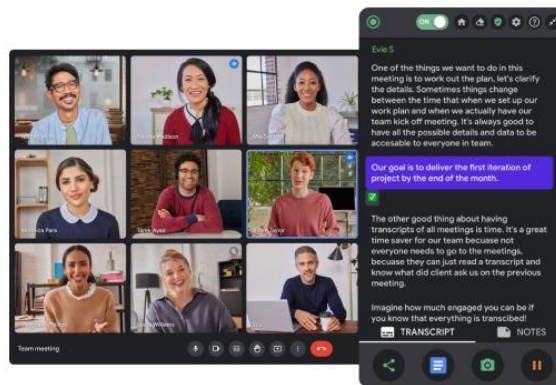 ON
Evie S
One of the things we want to do in this
meeting is to work out the plan, let's clarify
the details. Sometimes things change
between the time that when we set up our
work plan and when we actually have our
team kick off meeting. It's always good to
have all the possible details and data to be
accesable to everyone in team.
Our goal is to deliver the first iteration of
project by the end of the month.
The other good thing about having
transcripts of all meetings is time. It's a great
time saver for our team becuase not
everyone needs to go to the meetings,
becuase they can just read a transcript and
know what did client ask us on the previous
meeting.
Imagine how much engaged you can be if
you know that everything is transcibed!
TRANSCRIPT
NOTES
Paris
Taylor
Williams
You
Team meeting